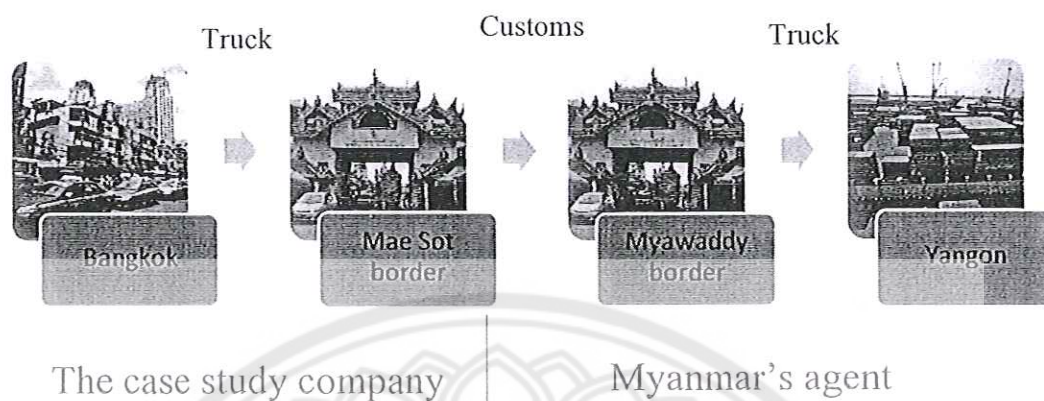 Truck
Customs
Truck
Bangkok
Mae Sot
border
Myawaddy
border
Yangon
The case study company
Myanmar's agent